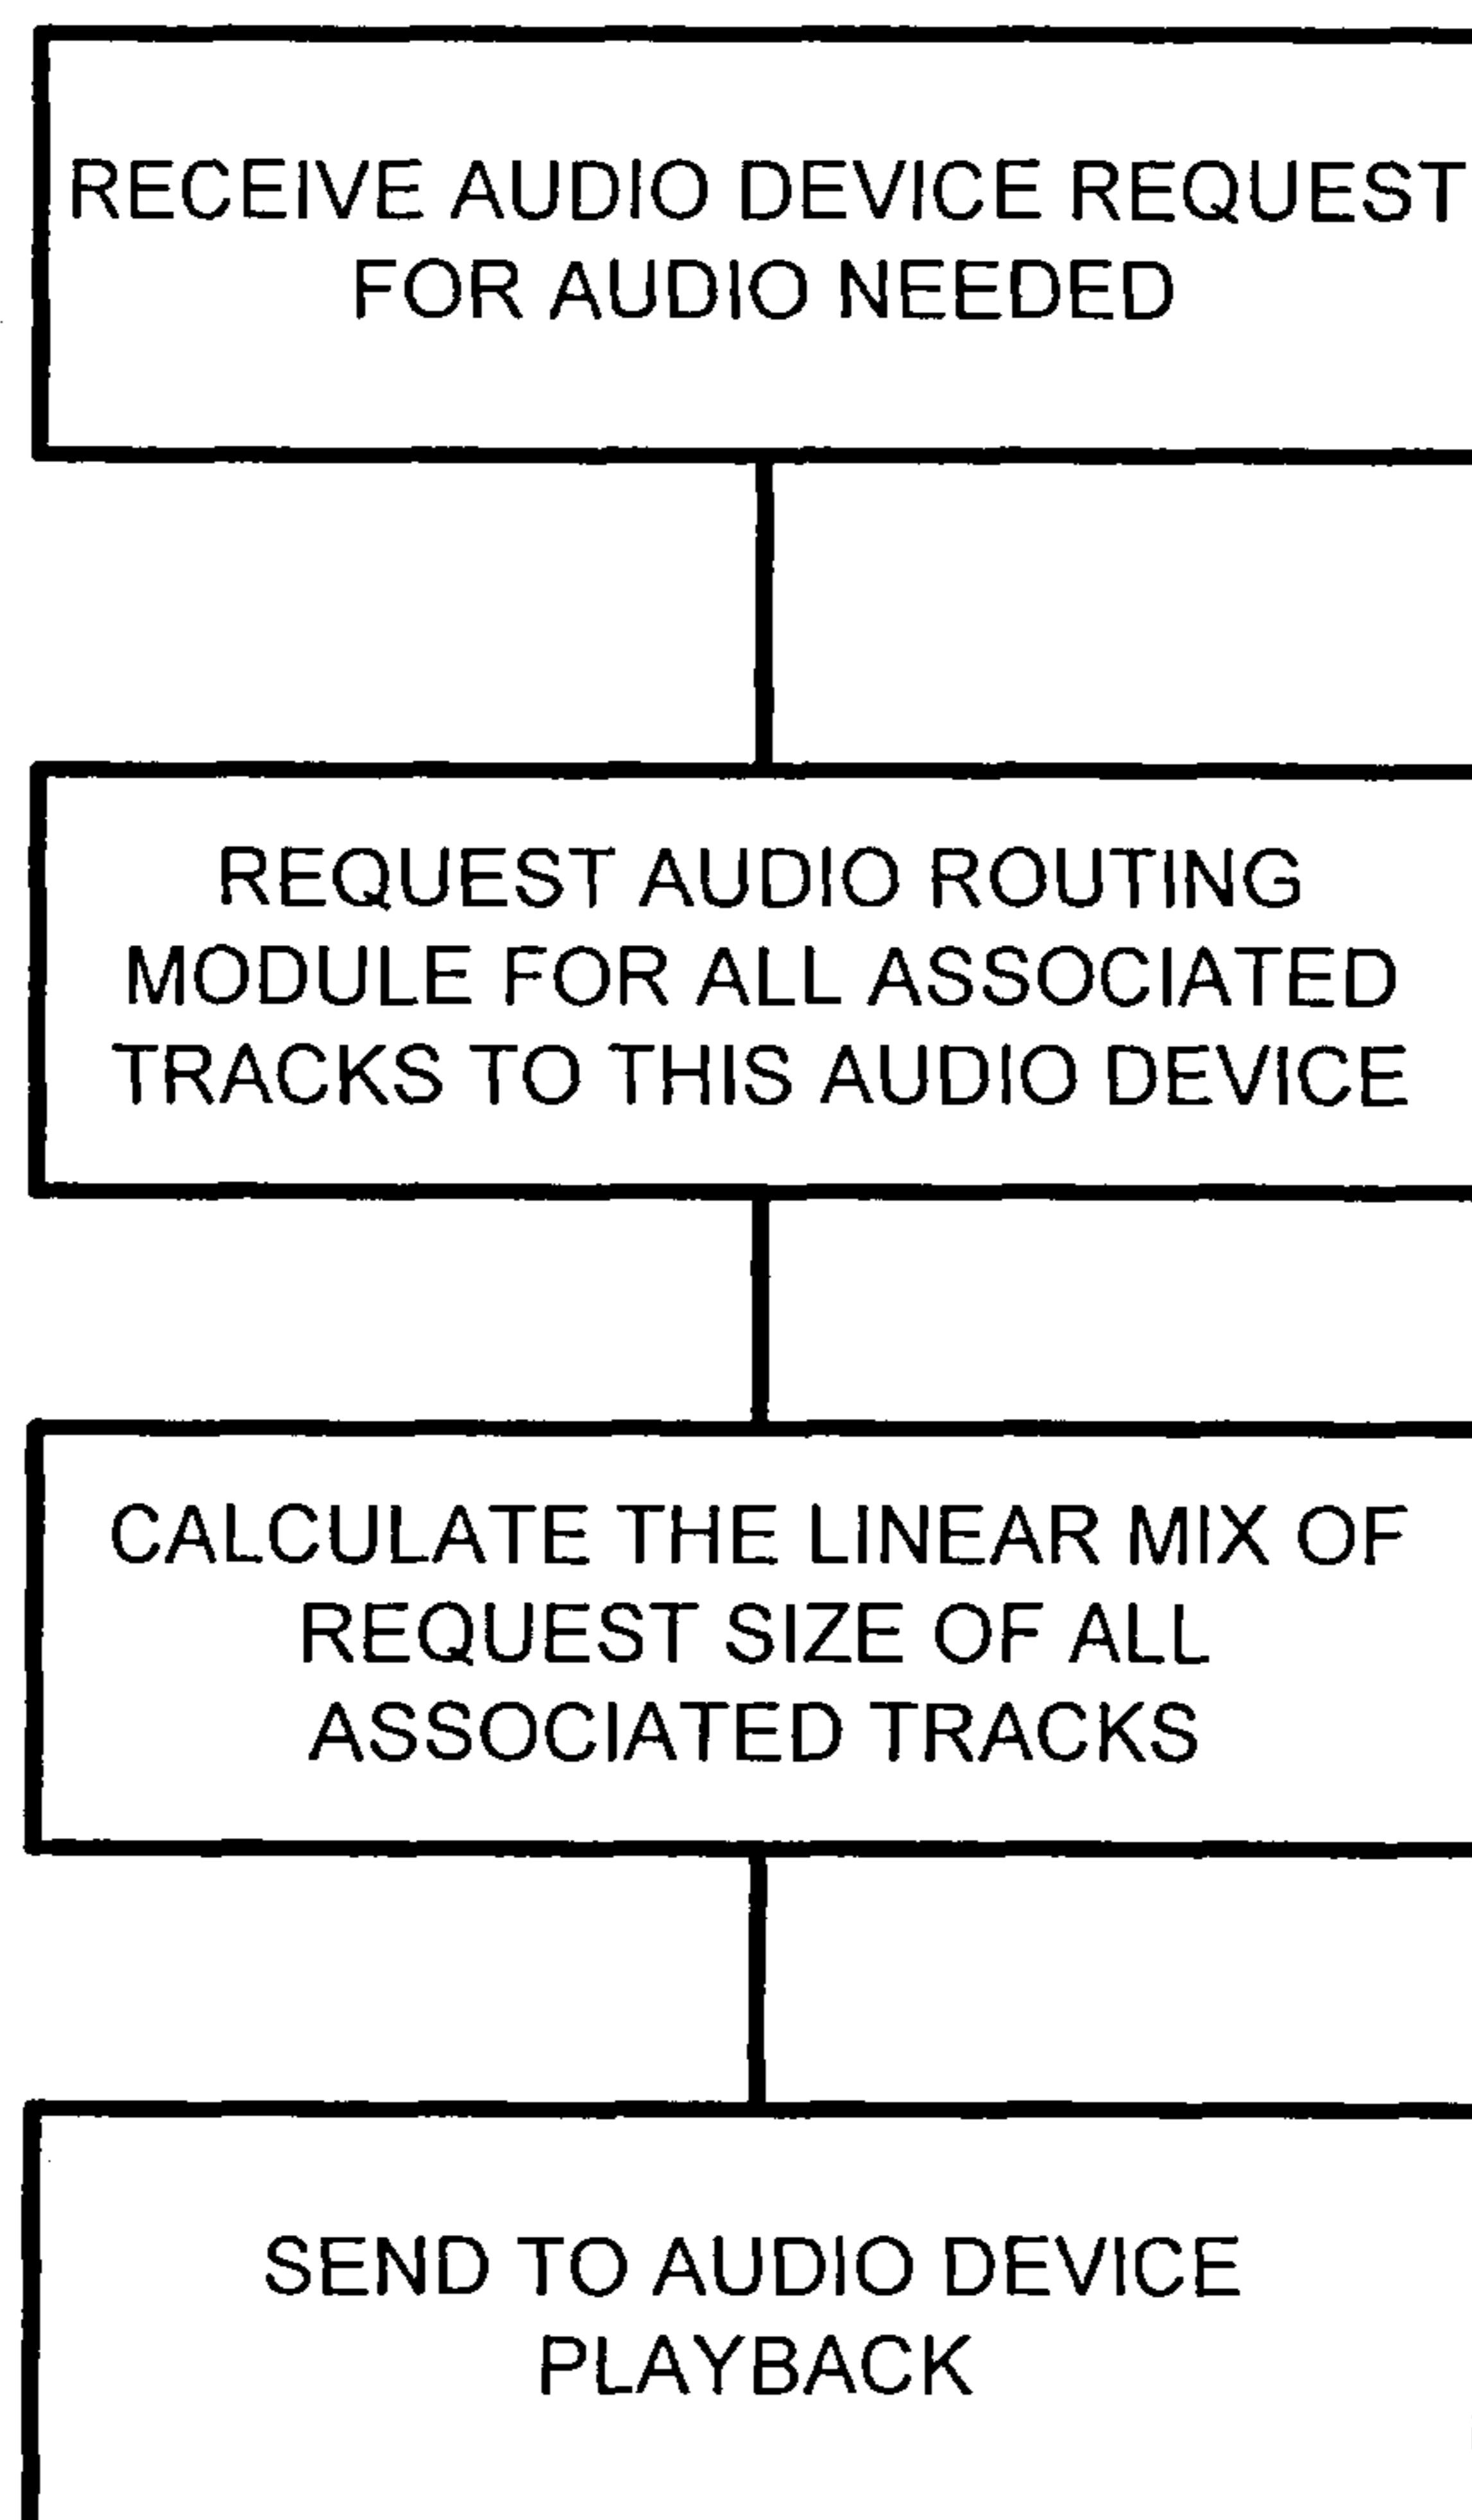 RECEIVE AUDIO DEVICE REQUEST
FOR AUDIO NEEDED
REQUEST AUDIO ROUTING
MODULE FOR ALL ASSOCIATED
TRACKS TO THIS AUDIO DEVICE
CALCULATE THE LINEAR MIX OF
REQUEST SIZE OF ALL
ASSOCIATED TRACKS
SEND TO AUDIO DEVICE
PLAYBACK